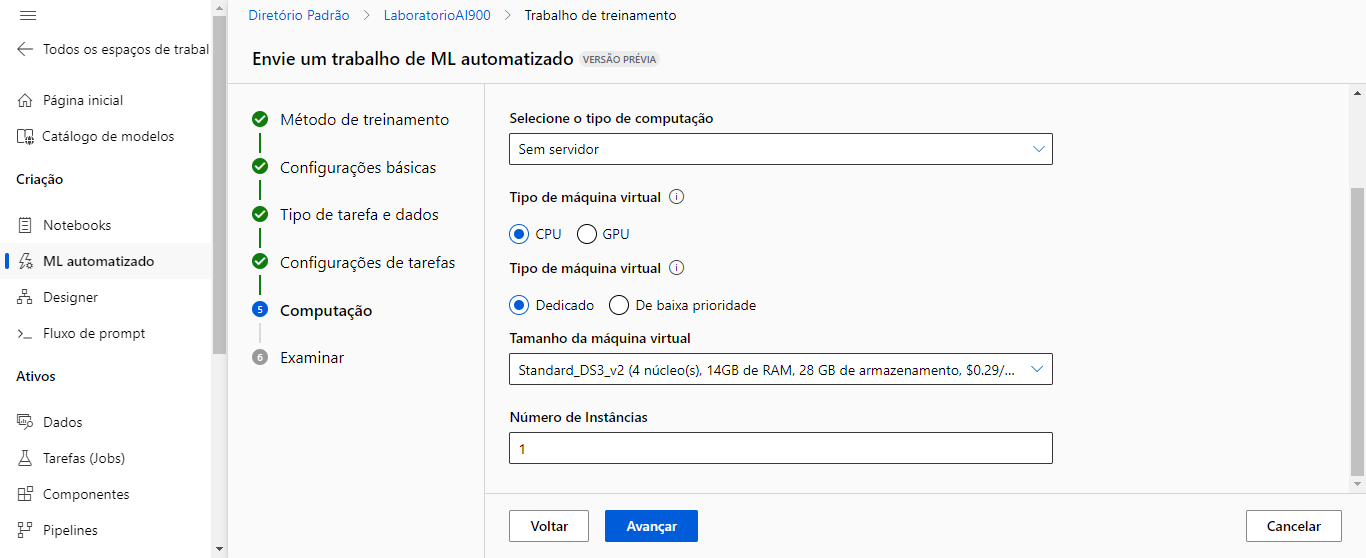 Diretório Padrão > LaboratorioAI900 > Trabalho de treinamento
Envie um trabalho de ML automatizado VERSÃO PRÉVIA
Todos os espaços de trabal
Página inicial
Catálogo de modelos
Criação
Notebooks
ML automatizado
Designer
Fluxo de prompt
Ativos
Dados
Tarefas (Jobs)
Componentes
Pipelines
Método de treinamento
Configurações básicas
Tipo de tarefa e dados
Configurações de tarefas
5 Computação
6 Examinar
Selecione o tipo de computação
Sem servidor
Tipo de máquina virtual
CPU GPU
Tipo de máquina virtual
Dedicado De baixa prioridade
Tamanho da máquina virtual
Standard_DS3_v2 (4 núcleo(s), 14GB de RAM, 28 GB de armazenamento, $0.29/...
Número de Instâncias
1
Voltar Avançar Cancelar